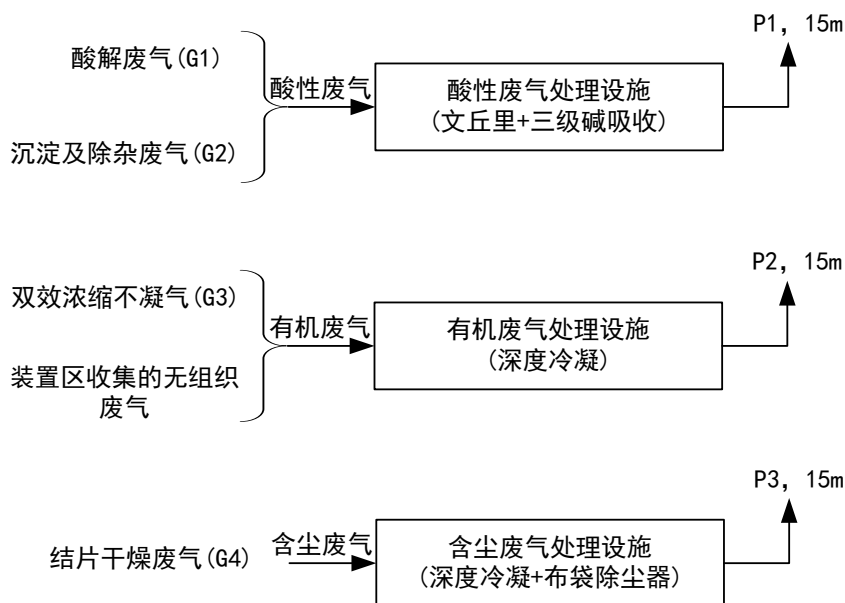 P1, 15m
酸解废气(G1)
酸性废气
酸性废气处理设施
(文丘里+三级碱吸收)
沉淀及除杂废气(G2)
P2, 15m
双效浓缩不凝气(G3)
有机废气
有机废气处理设施
(深度冷凝)
装置区收集的无组织
废气
P3, 15m
结片干燥废气(G4)
含尘废气
含尘废气处理设施
(深度冷凝+布袋除尘器)